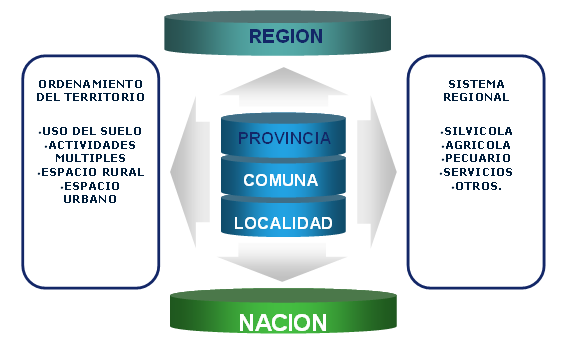 REGION
ORDENAMIENTO
DEL TERRITORIO
•USO DEL SUELO
•ACTIVIDADES
MULTIPLES
•ESPACIO RURAL
•ESPACIO
URBANO
PROVINCIA
COMUNA
LOCALIDAD
SISTEMA
REGIONAL
•SILVICOLA
•AGRICOLA
•PECUARIO
•SERVICIOS
•OTROS.
NACION